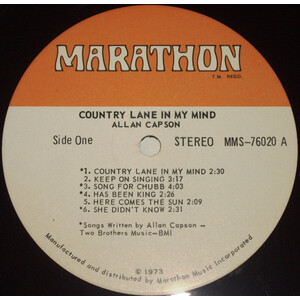 MARATHON
T.M. REGD.
COUNTRY LANE IN MY MIND
ALLAN CAPSON
Side One STEREO MMS-76020 A
*1. COUNTRY LANE IN MY MIND 2:30
2. KEEP ON SINGING 3:17
*3. SONG FOR CHUBB 4:03
*4. HAS BEEN KING 2:26
5. HERE COMES THE SUN 2:09
*6. SHE DIDN'T KNOW 2:31
*Songs Written by Allan Capson —
Two Brothers Music—BMI
© 1973
Manufactured and distributed by Marathon Music Incorporated